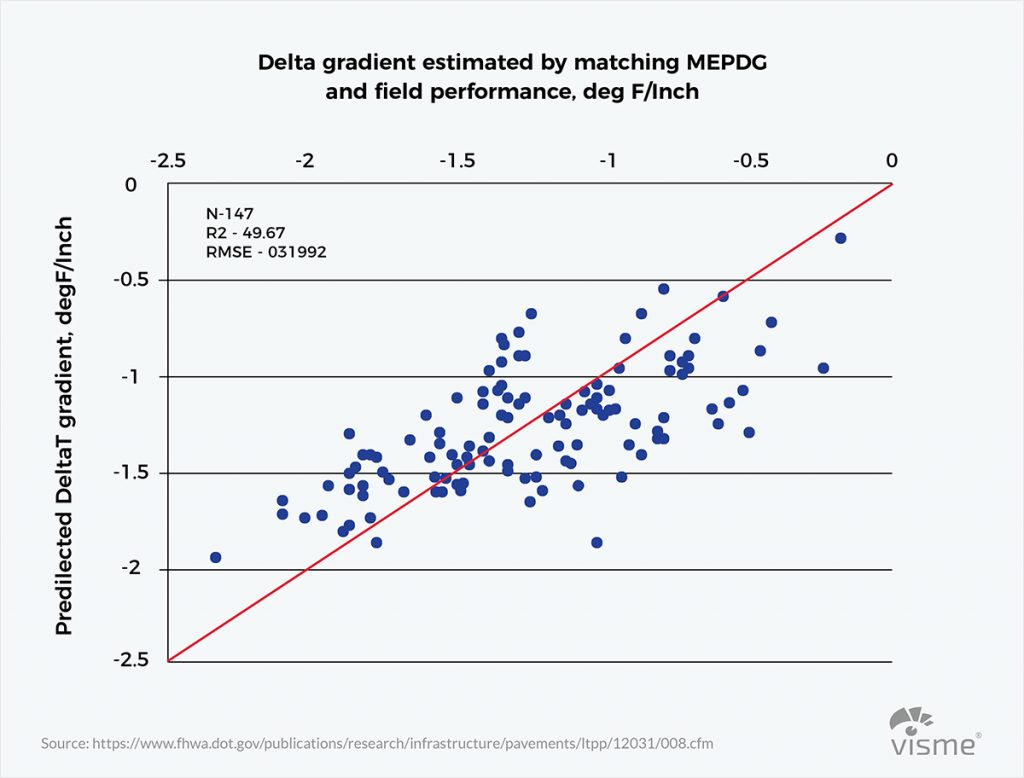 Delta gradient estimated by matching MEPDG
and field performance, deg F/Inch
-2.5 -2 -1.5 -1 -0.5 0
0
N-147
R2 - 49.67
RMSE - 031992
-0.5
-1
-1.5
-2
-2.5
Predilected DeltaT gradient, degF/Inch
Source: https://www.fhwa.dot.gov/publications/research/infrastructure/pavements/ltpp/12031/008.cfm
visme®